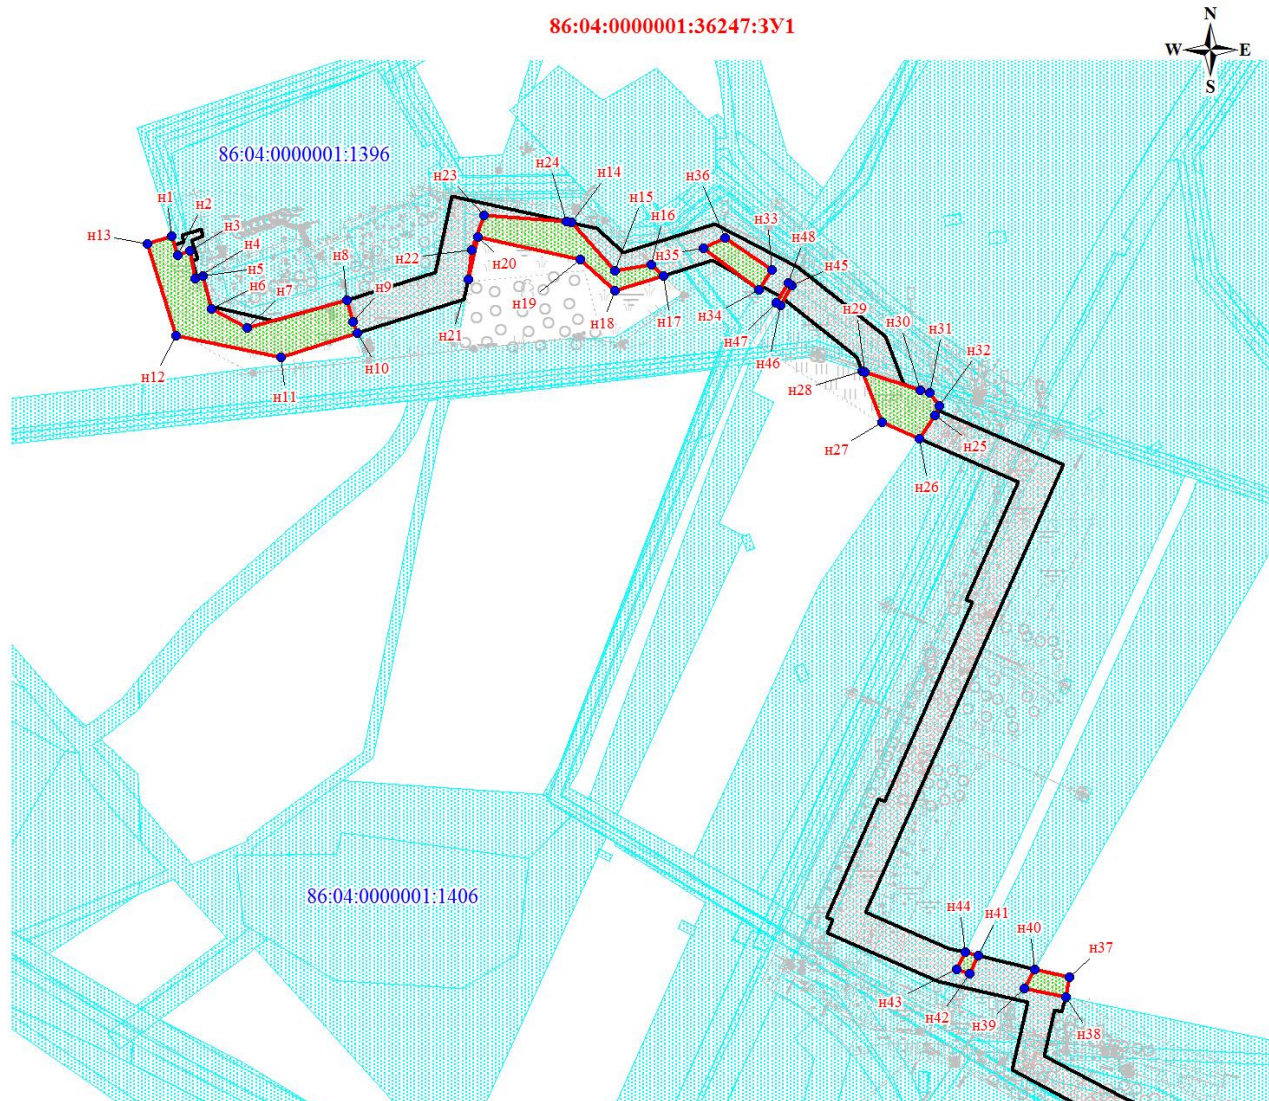 86:04:0000001:36247:ЗУ1
N
W
E
S
86:04:0000001:1396
н1
н2
н3
н4
н5
н6
н7
н8
н9
н10
н11
н12
н13
н23
н24
н14
н15
н16
н36
н33
н48
н45
н35
н22
н20
н21
н19
н18
н17
н34
н47
н46
н29
н30
н31
н32
н28
н27
н26
н25
86:04:0000001:1406
н44
н41
н40
н37
н43
н42
н39
н38